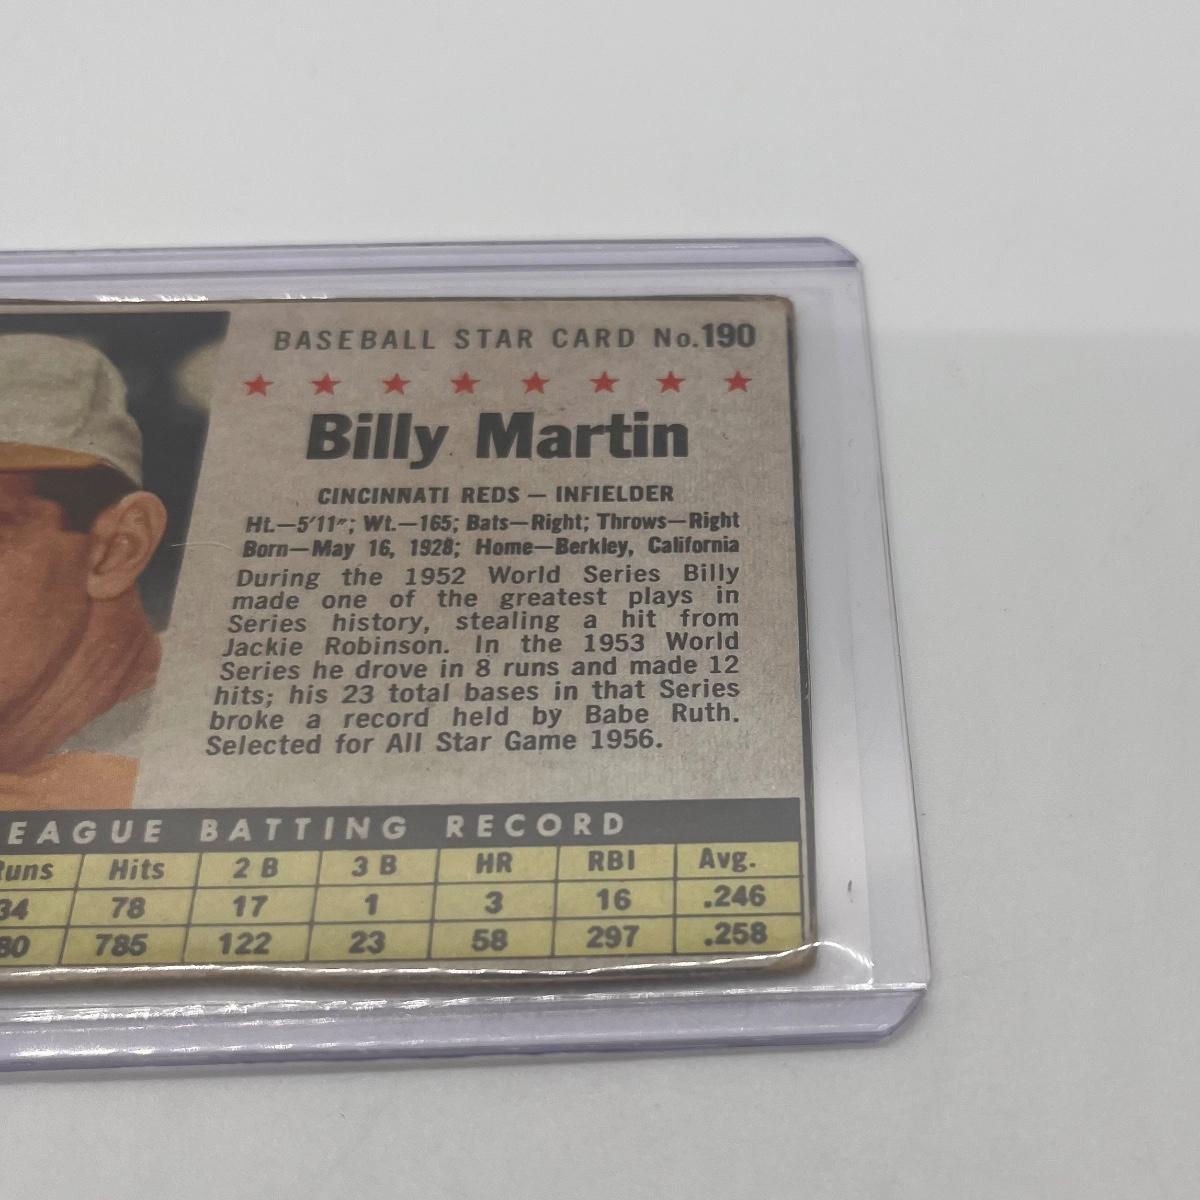 BASEBALL STAR CARD No.190
Billy Martin
CINCINNATI REDS — INFIELDER
Ht.—5'11"; Wt.—165; Bats—Right; Throws—Right
Born—May 16, 1928; Home—Berkley, California
During the 1952 World Series Billy
made one of the greatest plays in
Series history, stealing a hit from
Jackie Robinson. In the 1953 World
Series he drove in 8 runs and made 12
hits; his 23 total bases in that Series
broke a record held by Babe Ruth.
Selected for All Star Game 1956.
EAGUE BATTING RECORD
Runs Hits 2 B 3 B HR RBI Avg.
34 78 17 1 3 16 .246
80 785 122 23 58 297 .258